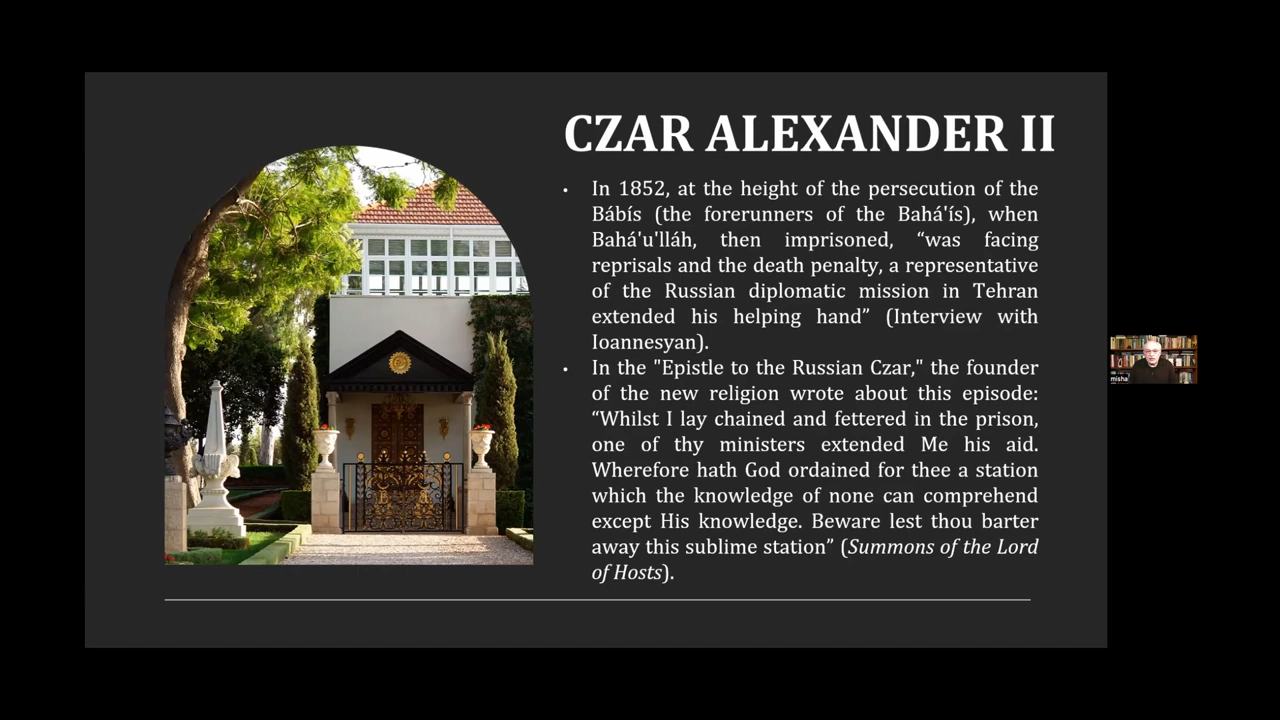 CZAR ALEXANDER II
• In 1852, at the height of the persecution of the
Bábís (the forerunners of the Bahá'ís), when
Bahá'u'lláh, then imprisoned, “was facing
reprisals and the death penalty, a representative
of the Russian diplomatic mission in Tehran
extended his helping hand” (Interview with
Ioannesyan).
• In the "Epistle to the Russian Czar," the founder
of the new religion wrote about this episode:
“Whilst I lay chained and fettered in the prison,
one of thy ministers extended Me his aid.
Wherefore hath God ordained for thee a station
which the knowledge of none can comprehend
except His knowledge. Beware lest thou barter
away this sublime station” (Summons of the Lord
of Hosts).
misha